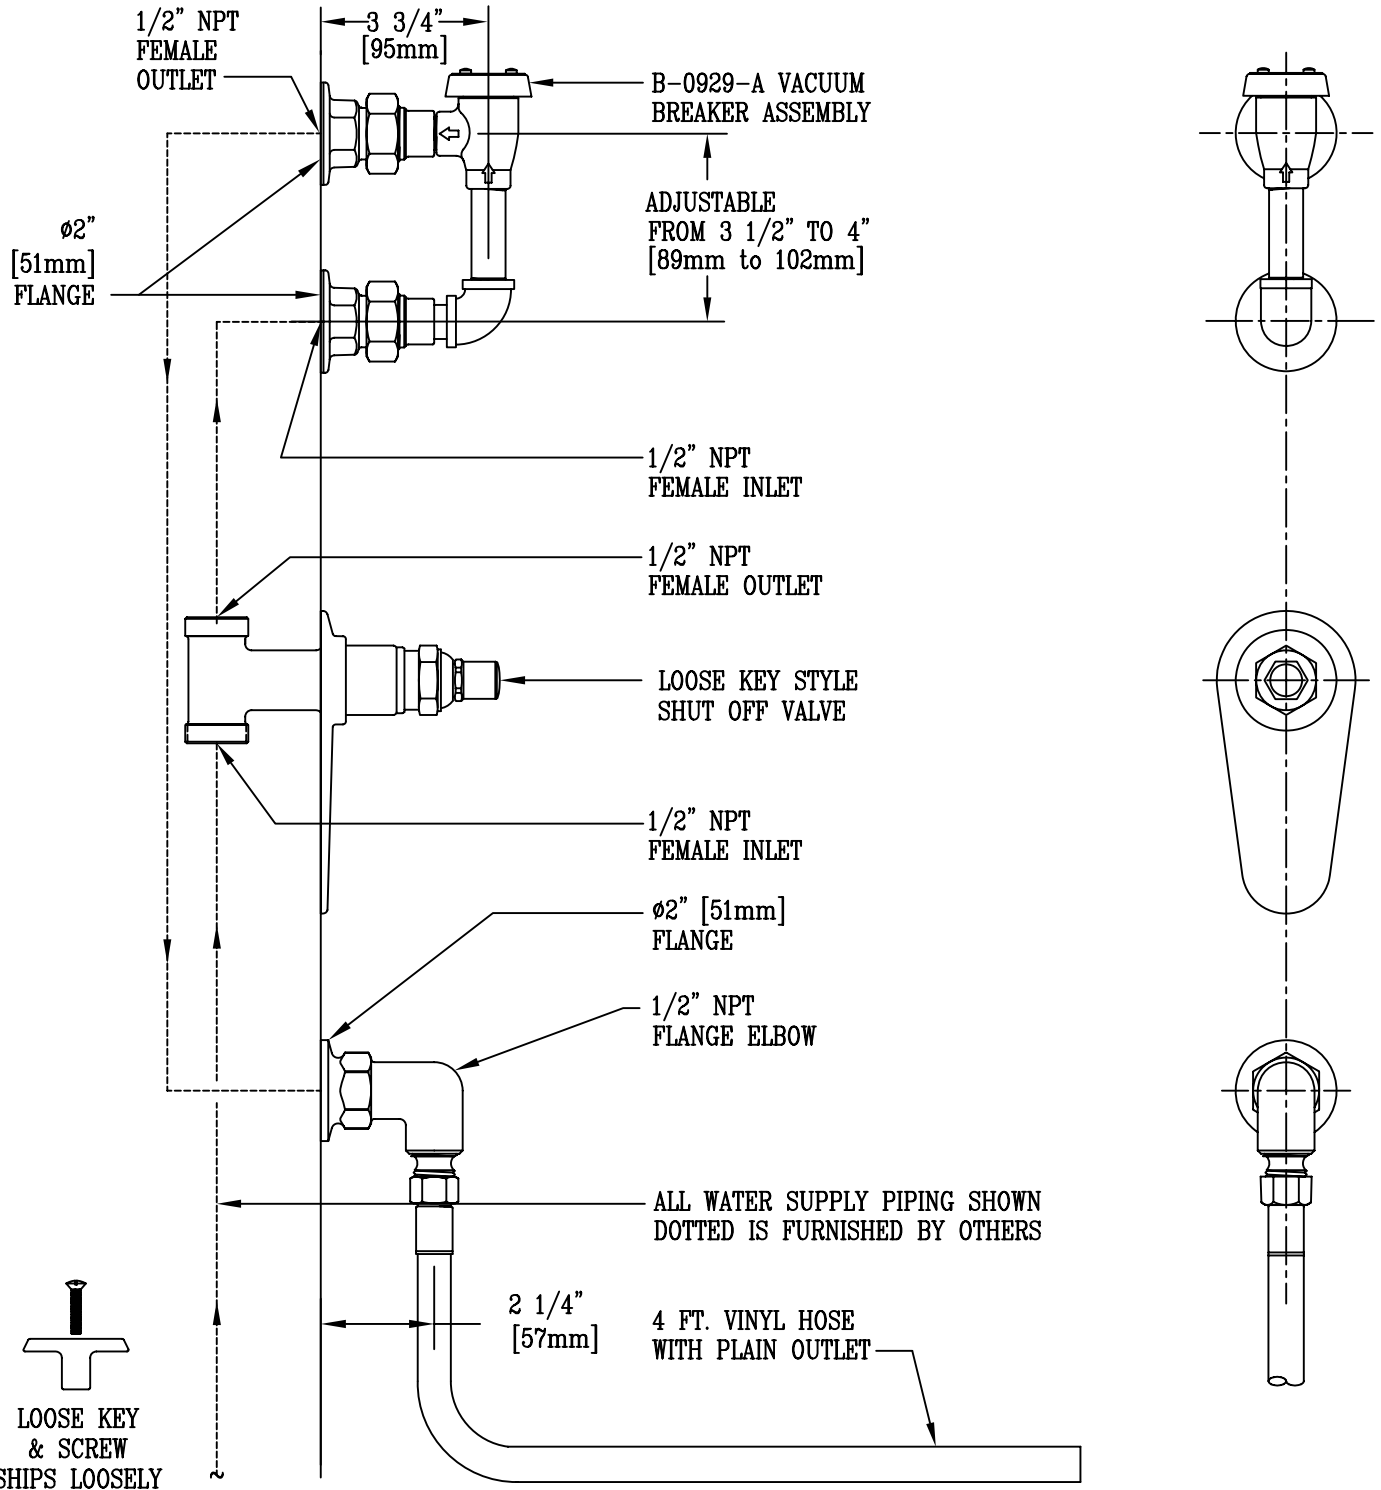 1/2" NPT
FEMALE
OUTLET
3 3/4"
[95mm]
B-0929-A VACUUM
BREAKER ASSEMBLY
ADJUSTABLE
FROM 3 1/2" TO 4"
[89mm to 102mm]
ø2"
[51mm]
FLANGE
1/2" NPT
FEMALE INLET
1/2" NPT
FEMALE OUTLET
LOOSE KEY STYLE
SHUT OFF VALVE
1/2" NPT
FEMALE INLET
ø2" [51mm]
FLANGE
1/2" NPT
FLANGE ELBOW
ALL WATER SUPPLY PIPING SHOWN
DOTTED IS FURNISHED BY OTHERS
2 1/4"
[57mm]
4 FT. VINYL HOSE
WITH PLAIN OUTLET
LOOSE KEY
& SCREW
SHIPS LOOSELY